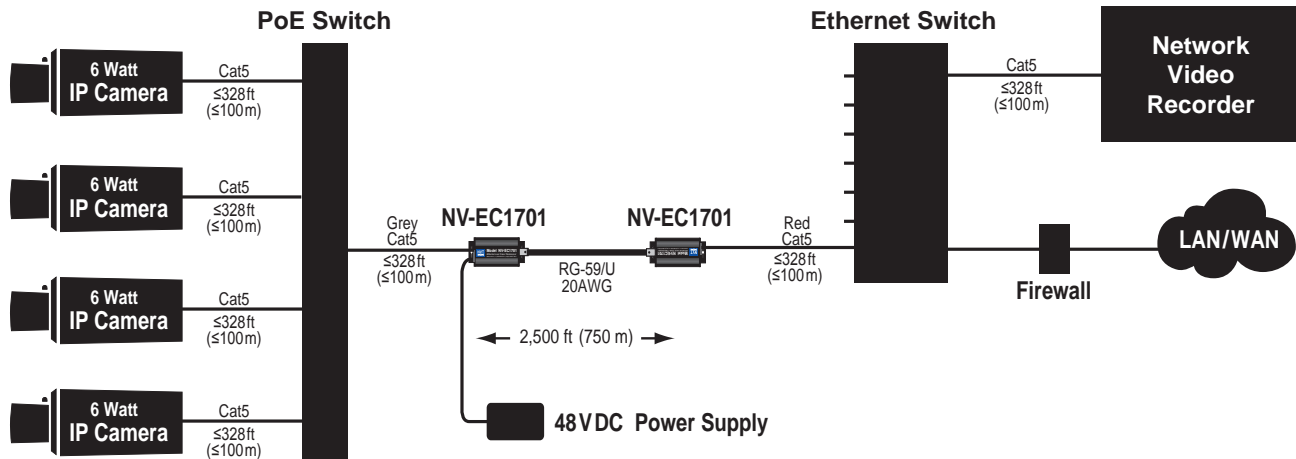 PoE Switch
Ethernet Switch
6 Watt
IP Camera
Cat5
≤328ft
(≤100m)
Cat5
≤328ft
(≤100m)
Network
Video
Recorder
6 Watt
IP Camera
Cat5
≤328ft
(≤100m)
NV-EC1701
NV-EC1701
Grey
Cat5
≤328ft
(≤100m)
RG-59/U
20AWG
Red
Cat5
≤328ft
(≤100m)
LAN/WAN
Firewall
6 Watt
IP Camera
Cat5
≤328ft
(≤100m)
2,500 ft (750 m)
6 Watt
IP Camera
Cat5
≤328ft
(≤100m)
48VDC Power Supply